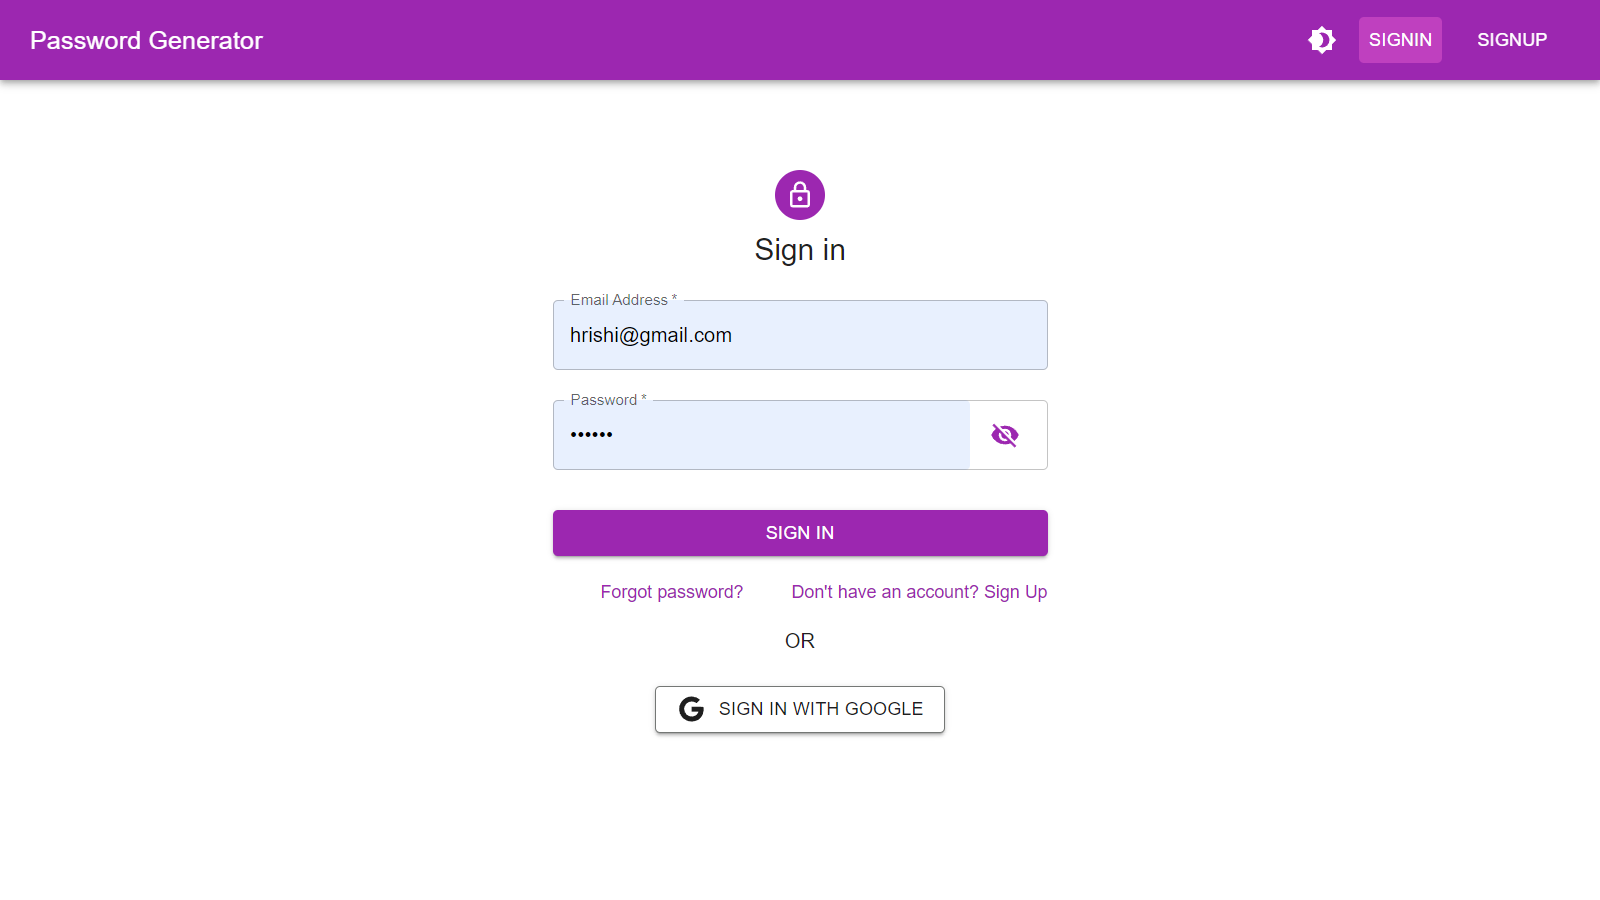 Password Generator
SIGNIN
SIGNUP
Sign in
Email Address *
hrishi@gmail.com
Password *
••••••
SIGN IN
Forgot password?
Don't have an account? Sign Up
OR
SIGN IN WITH GOOGLE